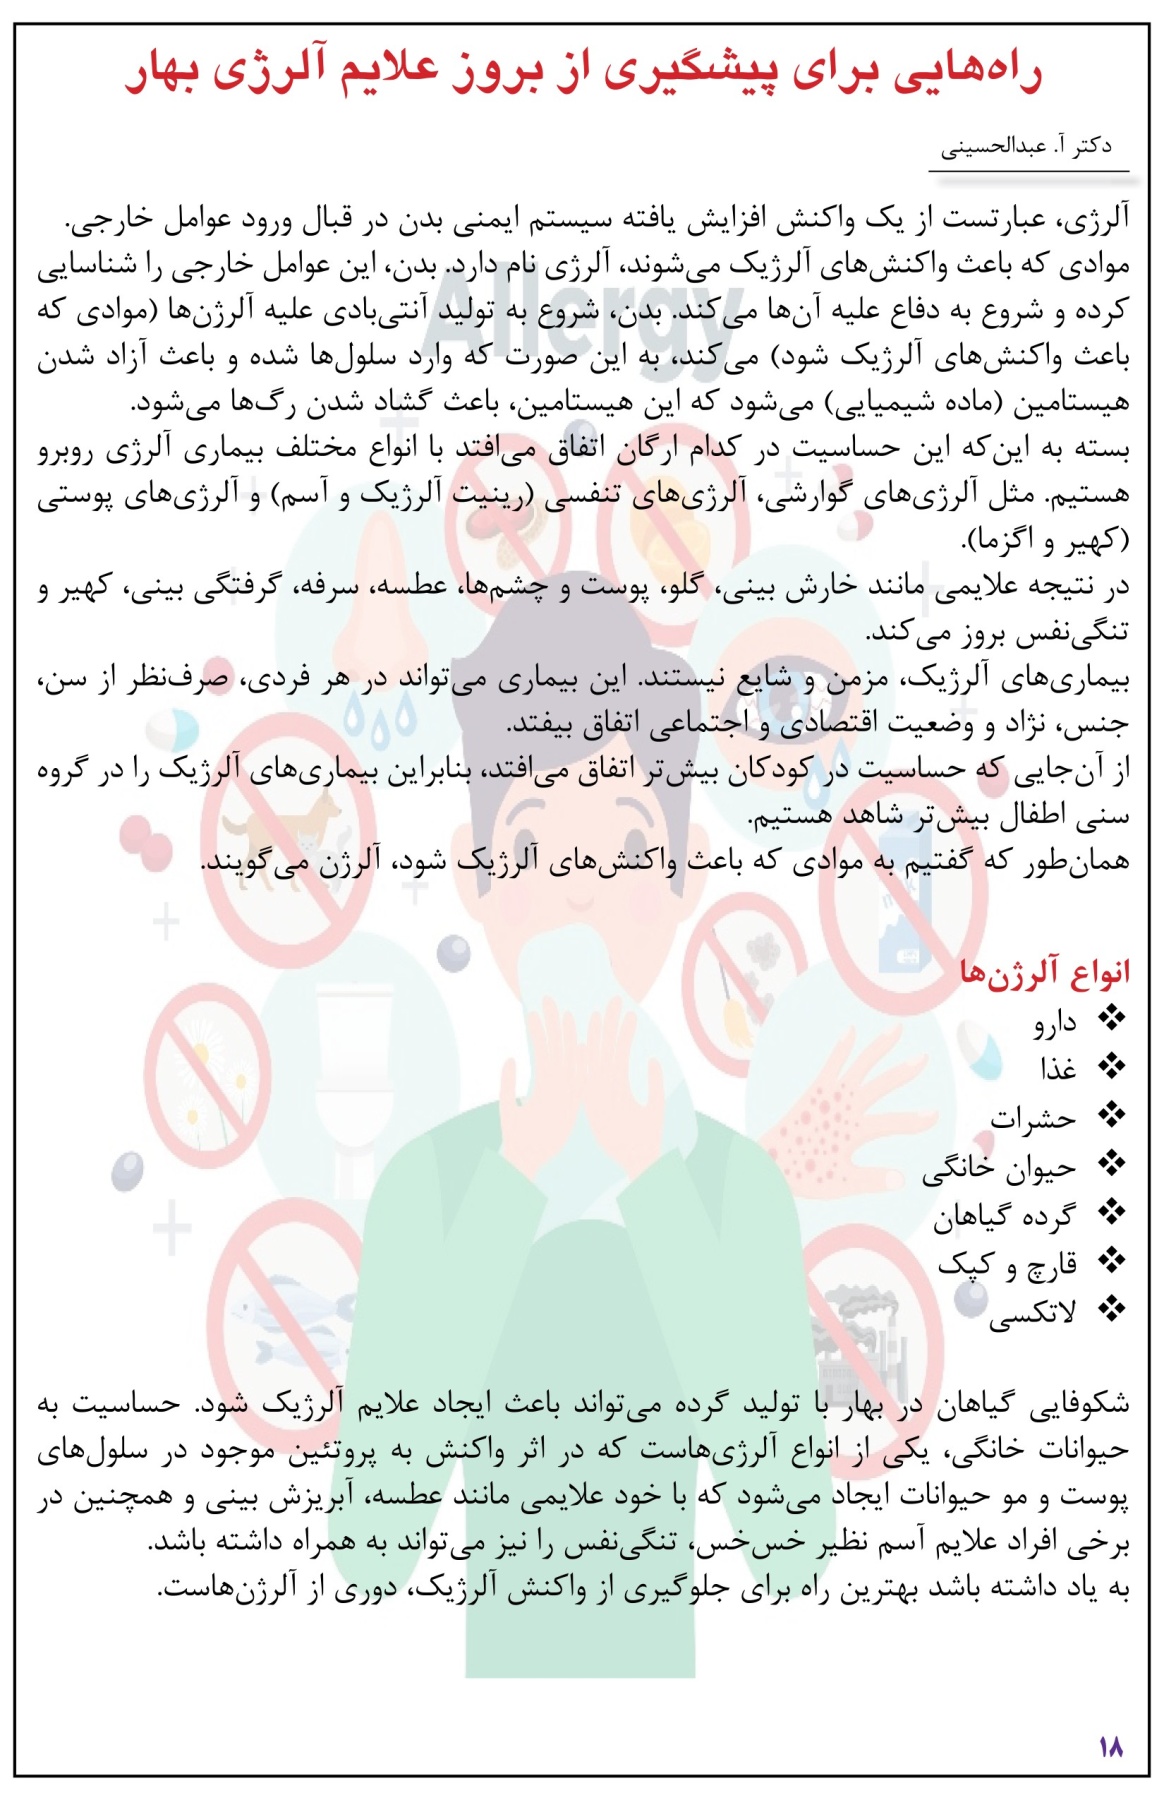 راه‌هایی برای پیشگیری از بروز علایم آلرژی بهار
دکتر آ. عبدالحسینی
آلرژی، عبارتست از یک واکنش افزایش یافته سیستم ایمنی بدن در قبال ورود عوامل خارجی.
موادی که باعث واکنش‌های آلرژیک می‌شوند، آلرژی نام دارد. بدن، این عوامل خارجی را شناسایی
کرده و شروع به دفاع علیه آن‌ها می‌کند. بدن، شروع به تولید آنتی‌بادی علیه آلرژن‌ها (موادی که
باعث واکنش‌های آلرژیک شود) می‌کند، به این صورت که وارد سلول‌ها شده و باعث آزاد شدن
هیستامین (ماده شیمیایی) می‌شود که این هیستامین، باعث گشاد شدن رگ‌ها می‌شود.
بسته به این‌که این حساسیت در کدام ارگان اتفاق می‌افتد با انواع مختلف بیماری آلرژی روبرو
هستیم. مثل آلرژی‌های گوارشی، آلرژی‌های تنفسی (رینیت آلرژیک و آسم) و آلرژی‌های پوستی
(کهیر و اگزما).
در نتیجه علایمی مانند خارش بینی، گلو، پوست و چشم‌ها، عطسه، سرفه، گرفتگی بینی، کهیر و
تنگی‌نفس بروز می‌کند.
بیماری‌های آلرژیک، مزمن و شایع نیستند. این بیماری می‌تواند در هر فردی، صرف‌نظر از سن،
جنس، نژاد و وضعیت اقتصادی و اجتماعی اتفاق بیفتد.
از آن‌جایی که حساسیت در کودکان بیش‌تر اتفاق می‌افتد، بنابراین بیماری‌های آلرژیک را در گروه
سنی اطفال بیش‌تر شاهد هستیم.
همان‌طور که گفتیم به موادی که باعث واکنش‌های آلرژیک شود، آلرژن می‌گویند.
انواع آلرژن‌ها
❖ دارو
❖ غذا
❖ حشرات
❖ حیوان خانگی
❖ گرده گیاهان
❖ قارچ و کپک
❖ لاتکسی
شکوفایی گیاهان در بهار با تولید گرده می‌تواند باعث ایجاد علایم آلرژیک شود. حساسیت به
حیوانات خانگی، یکی از انواع آلرژی‌هاست که در اثر واکنش به پروتئین موجود در سلول‌های
پوست و مو حیوانات ایجاد می‌شود که با خود علایمی مانند عطسه، آبریزش بینی و همچنین در
برخی افراد علایم آسم نظیر خس‌خس، تنگی‌نفس را نیز می‌تواند به همراه داشته باشد.
به یاد داشته باشد بهترین راه برای جلوگیری از واکنش آلرژیک، دوری از آلرژن‌هاست.
Allergy
۱۸